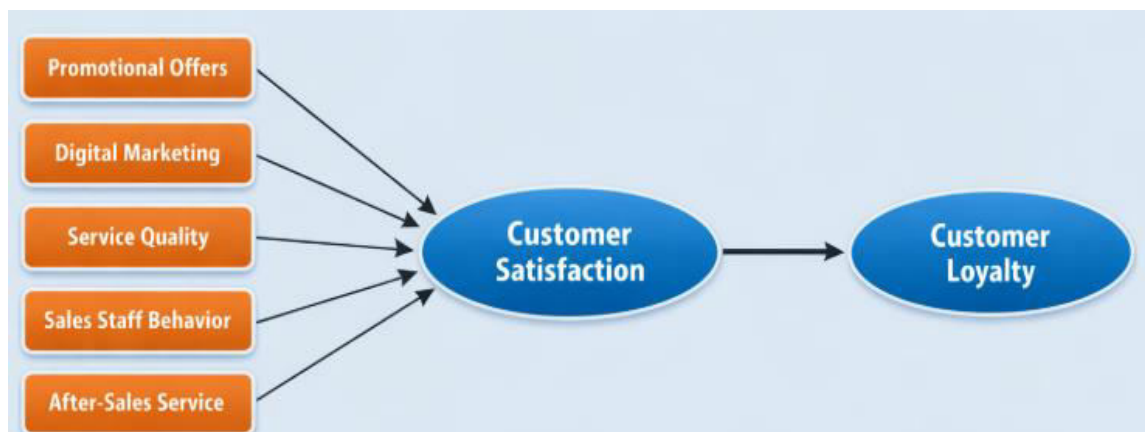 Promotional Offers
Digital Marketing
Service Quality
Sales Staff Behavior
After-Sales Service
Customer
Satisfaction
Customer
Loyalty